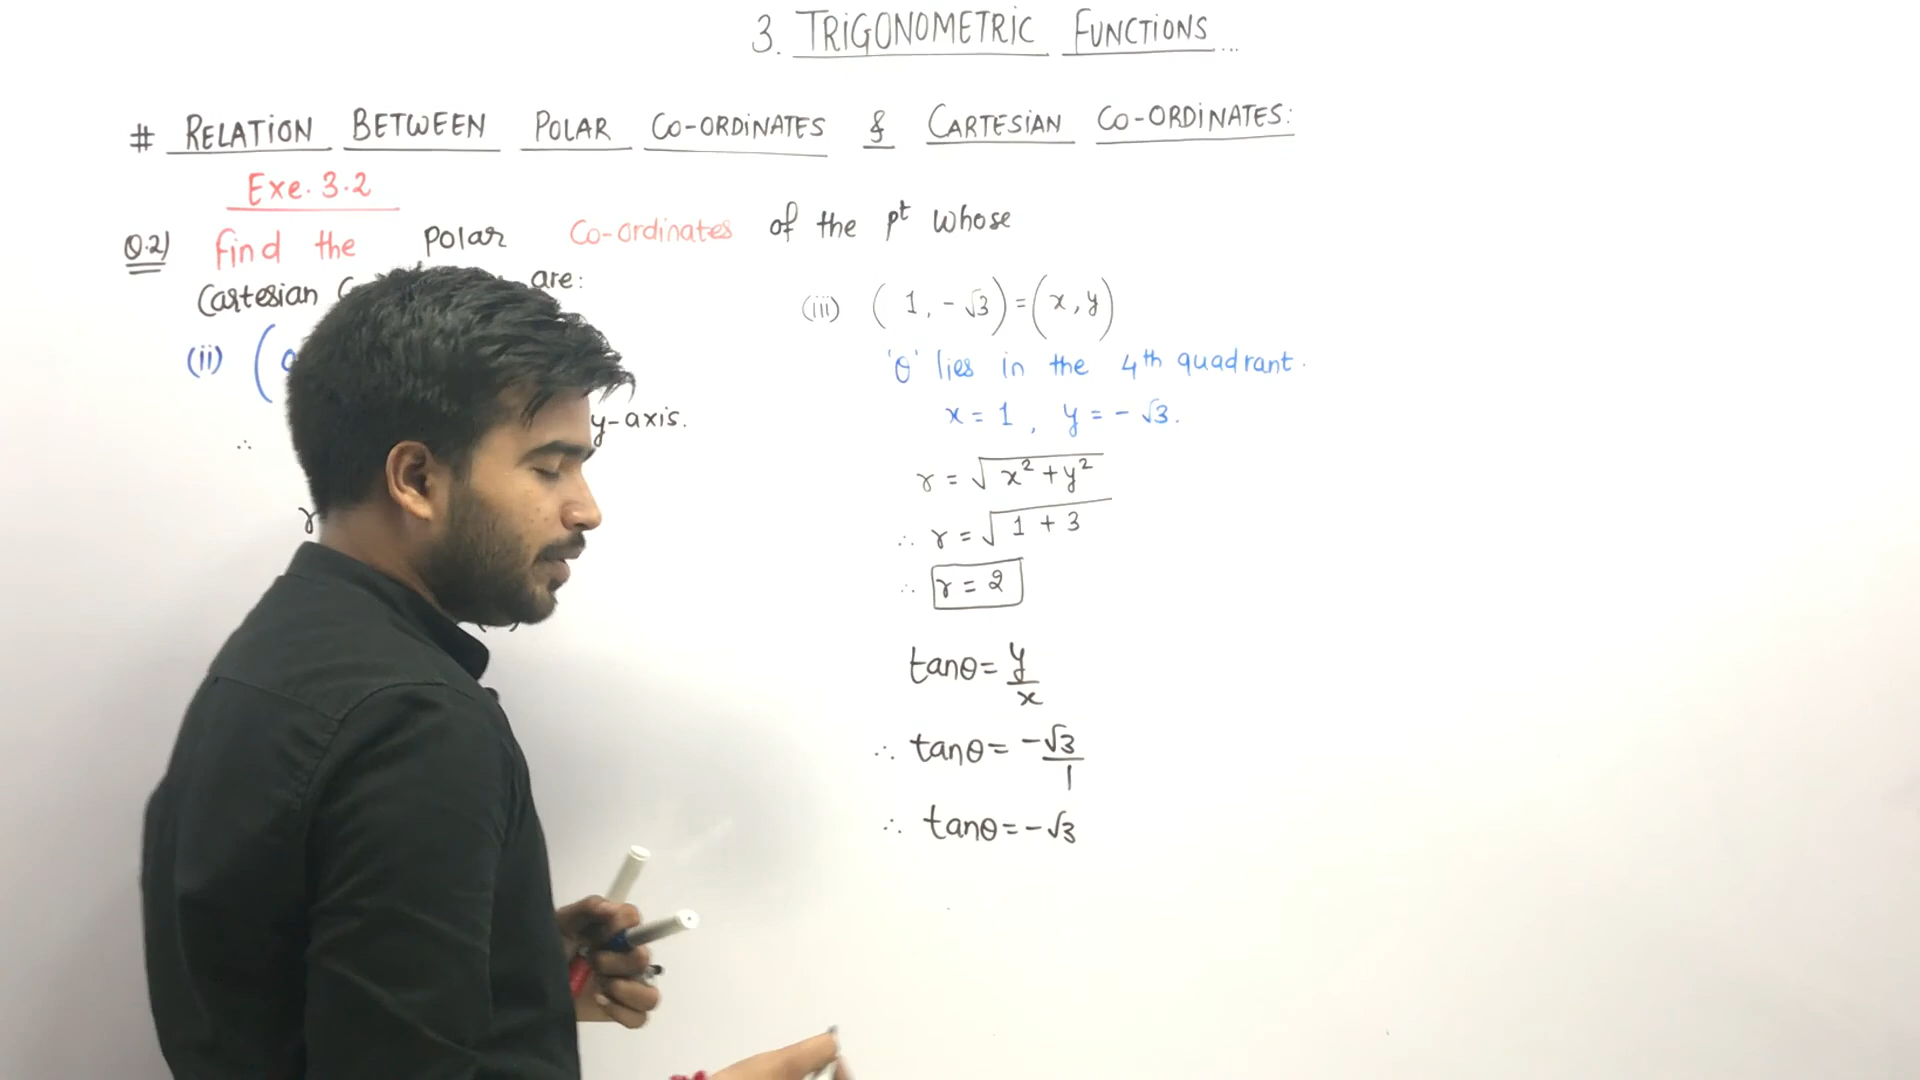 3. TRIGONOMETRIC FUNCTIONS...
# RELATION BETWEEN POLAR CO-ORDINATES & CARTESIAN CO-ORDINATES:
Exe. 3.2
Q.2) Find the polar Co-ordinates of the pt whose
Cartesian are:
(ii) (
∴ y-axis.
r
(iii) (1, -√3) = (x, y)
'θ' lies in the 4th quadrant.
x = 1, y = -√3.
r = √x²+y²
∴ r = √1 + 3
∴ r = 2
tanθ = y/x
∴ tanθ = -√3/1
∴ tanθ = -√3